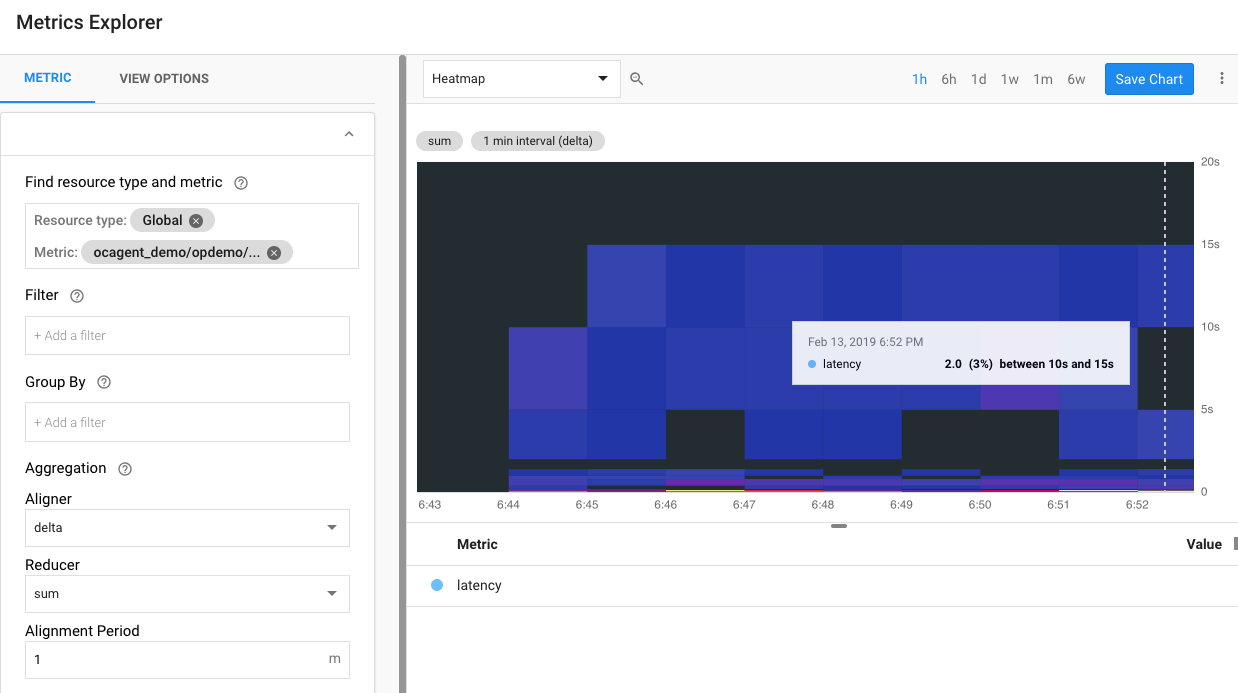 Metrics Explorer
METRIC VIEW OPTIONS
Find resource type and metric
Resource type: Global
Metric: ocagent_demo/opdemo/...
Filter
+ Add a filter
Group By
+ Add a filter
Aggregation
Aligner
delta
Reducer
sum
Alignment Period
1 m
Heatmap 1h 6h 1d 1w 1m 6w Save Chart
sum 1 min interval (delta)
20s
15s
10s
Feb 13, 2019 6:52 PM
latency 2.0 (3%) between 10s and 15s
5s
0
6:43 6:44 6:45 6:46 6:47 6:48 6:49 6:50 6:51 6:52
Metric Value
latency